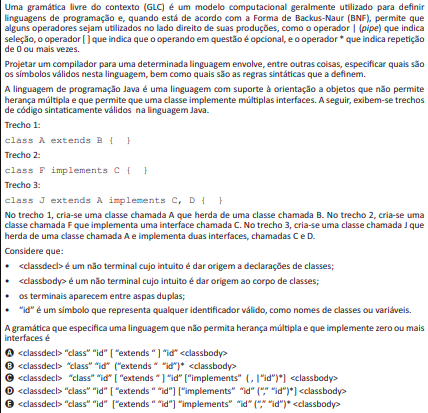 Uma gramática livre do contexto (GLC) é um modelo computacional geralmente utilizado para definir
linguagens de programação e, quando está de acordo com a Forma de Backus-Naur (BNF), permite que
alguns operadores sejam utilizados no lado direito de suas produções, como o operador | (pipe) que indica
seleção, o operador [ ] que indica que o operando em questão é opcional, e o operador * que indica repetição
de 0 ou mais vezes.
Projetar um compilador para uma determinada linguagem envolve, entre outras coisas, especificar quais são
os símbolos válidos nesta linguagem, bem como quais são as regras sintáticas que a definem.
A linguagem de programação Java é uma linguagem com suporte à orientação a objetos que não permite
herança múltipla e que permite que uma classe implemente múltiplas interfaces. A seguir, exibem-se trechos
de código sintaticamente válidos na linguagem Java.
Trecho 1:
class A extends B { }
Trecho 2:
class F implements C { }
Trecho 3:
class J extends A implements C, D { }
No trecho 1, cria-se uma classe chamada A que herda de uma classe chamada B. No trecho 2, cria-se uma
classe chamada F que implementa uma interface chamada C. No trecho 3, cria-se uma classe chamada J que
herda de uma classe chamada A e implementa duas interfaces, chamadas C e D.
Considere que:
• <classdecl> é um não terminal cujo intuito é dar origem a declarações de classes;
• <classbody> é um não terminal cujo intuito é dar origem ao corpo de classes;
• os terminais aparecem entre aspas duplas;
• “id” é um símbolo que representa qualquer identificador válido, como nomes de classes ou variáveis.
A gramática que especifica uma linguagem que não permita herança múltipla e que implemente zero ou mais
interfaces é
A <classdecl> “class” “id” [ “extends “ ] “id” <classbody>
B <classdecl> “class” “id” (“extends “ “id”)* <classbody>
C <classdecl> “class” “id” [ “extends “ ] “id” [“implements” ( , |“id”)*] <classbody>
D <classdecl> “class” “id” [ “extends “ “id”] [“implements” “id” (“,” “id”)*] <classbody>
E <classdecl> “class” “id” [ “extends “ “id”] “implements” “id” (“,” “id”)* <classbody>